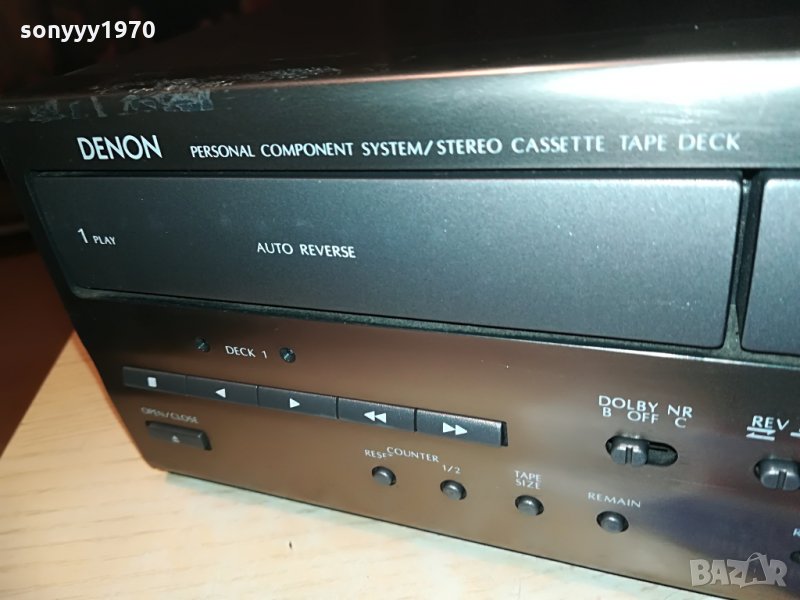 sonyyy1970
DENON PERSONAL COMPONENT SYSTEM/STEREO CASSETTE TAPE DECK
1 PLAY
AUTO REVERSE
DECK 1
OPEN/CLOSE
DOLBY NR
B OFF C
REV
RESET COUNTER 1/2
TAPE
SIZE
REMAIN
BAZAR